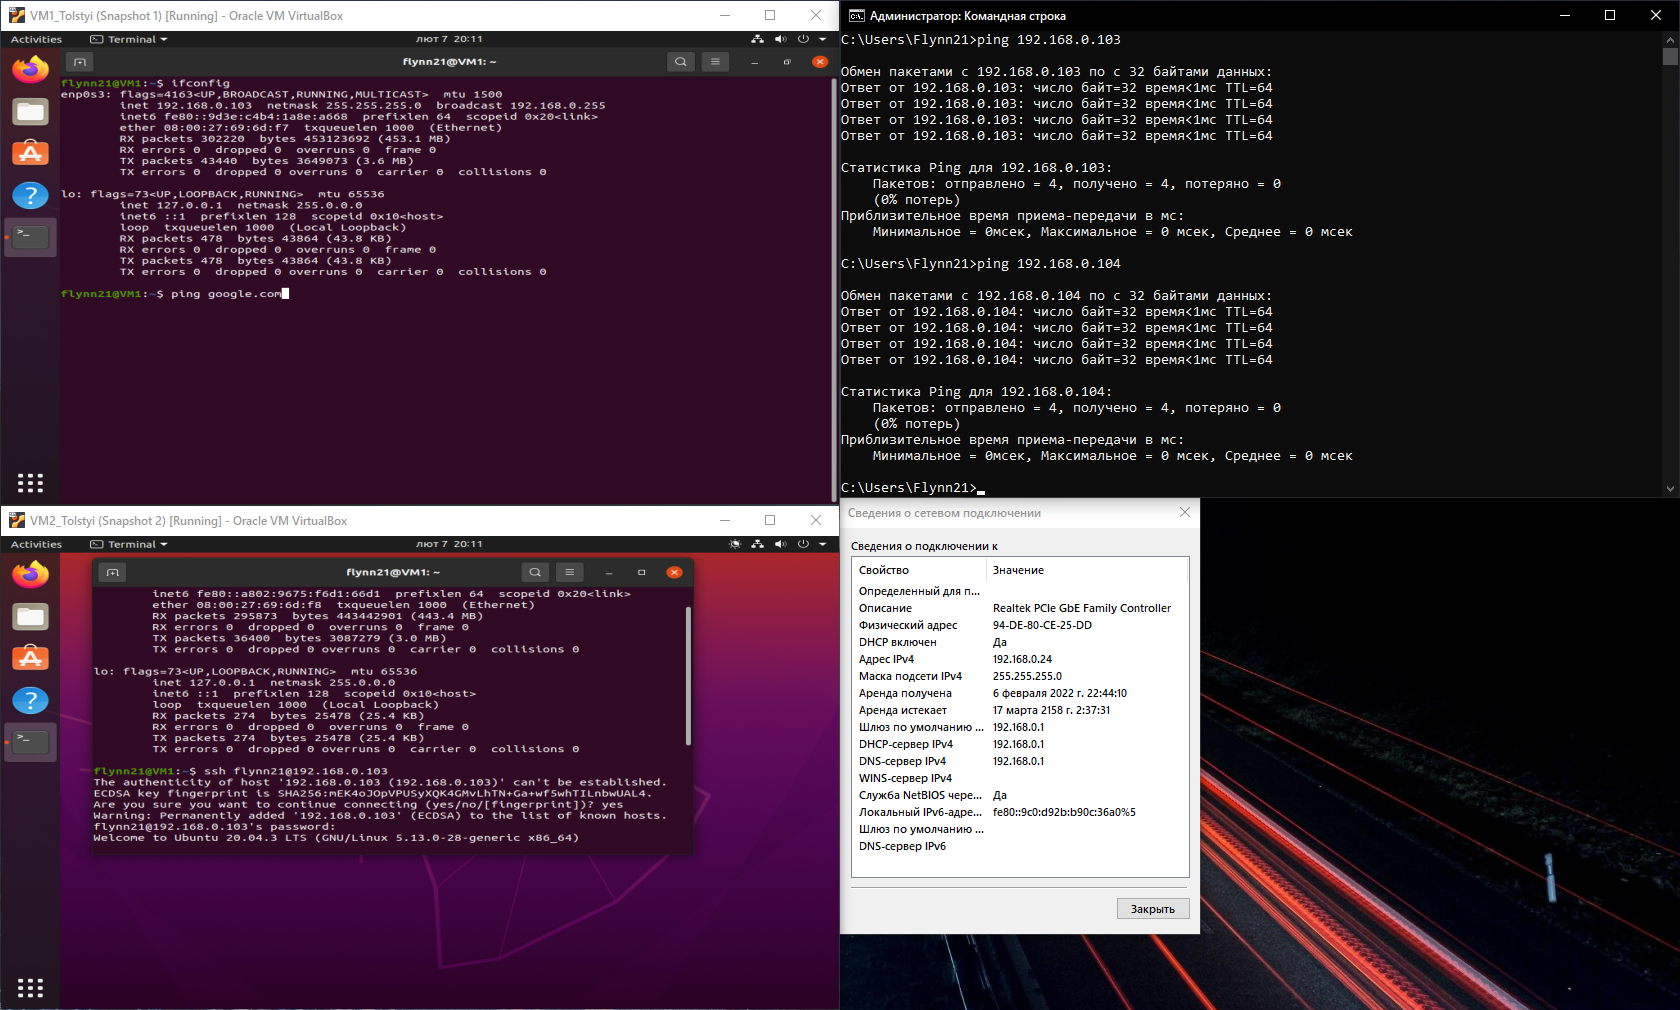 VM1_Tolstyi (Snapshot 1) [Running] - Oracle VM VirtualBox
Activities
Terminal
лют 7 20:11
flynn21@VM1: ~
flynn21@VM1:~$ ifconfig
enp0s3: flags=4163<UP,BROADCAST,RUNNING,MULTICAST> mtu 1500
inet 192.168.0.103 netmask 255.255.255.0 broadcast 192.168.0.255
inet6 fe80::9d3e:c4b4:1a8e:a668 prefixlen 64 scopeid 0x20<link>
ether 08:00:27:69:6d:f7 txqueuelen 1000 (Ethernet)
RX packets 302220 bytes 453123692 (453.1 MB)
RX errors 0 dropped 0 overruns 0 frame 0
TX packets 43440 bytes 3649073 (3.6 MB)
TX errors 0 dropped 0 overruns 0 carrier 0 collisions 0
lo: flags=73<UP,LOOPBACK,RUNNING> mtu 65536
inet 127.0.0.1 netmask 255.0.0.0
inet6 ::1 prefixlen 128 scopeid 0x10<host>
loop txqueuelen 1000 (Local Loopback)
RX packets 478 bytes 43864 (43.8 KB)
RX errors 0 dropped 0 overruns 0 frame 0
TX packets 478 bytes 43864 (43.8 KB)
TX errors 0 dropped 0 overruns 0 carrier 0 collisions 0
flynn21@VM1:~$ ping google.com
Администратор: Командная строка
C:\Users\Flynn21>ping 192.168.0.103
Обмен пакетами с 192.168.0.103 по с 32 байтами данных:
Ответ от 192.168.0.103: число байт=32 время<1мс TTL=64
Ответ от 192.168.0.103: число байт=32 время<1мс TTL=64
Ответ от 192.168.0.103: число байт=32 время<1мс TTL=64
Ответ от 192.168.0.103: число байт=32 время<1мс TTL=64
Статистика Ping для 192.168.0.103:
Пакетов: отправлено = 4, получено = 4, потеряно = 0
(0% потерь)
Приблизительное время приема-передачи в мс:
Минимальное = 0мсек, Максимальное = 0 мсек, Среднее = 0 мсек
C:\Users\Flynn21>ping 192.168.0.104
Обмен пакетами с 192.168.0.104 по с 32 байтами данных:
Ответ от 192.168.0.104: число байт=32 время<1мс TTL=64
Ответ от 192.168.0.104: число байт=32 время<1мс TTL=64
Ответ от 192.168.0.104: число байт=32 время<1мс TTL=64
Ответ от 192.168.0.104: число байт=32 время<1мс TTL=64
Статистика Ping для 192.168.0.104:
Пакетов: отправлено = 4, получено = 4, потеряно = 0
(0% потерь)
Приблизительное время приема-передачи в мс:
Минимальное = 0мсек, Максимальное = 0 мсек, Среднее = 0 мсек
C:\Users\Flynn21>_
VM2_Tolstyi (Snapshot 2) [Running] - Oracle VM VirtualBox
Activities
Terminal
лют 7 20:11
flynn21@VM1: ~
inet6 fe80::a802:9675:f6d1:66d1 prefixlen 64 scopeid 0x20<link>
ether 08:00:27:69:6d:f8 txqueuelen 1000 (Ethernet)
RX packets 295873 bytes 443442901 (443.4 MB)
RX errors 0 dropped 0 overruns 0 frame 0
TX packets 36400 bytes 3087279 (3.0 MB)
TX errors 0 dropped 0 overruns 0 carrier 0 collisions 0
lo: flags=73<UP,LOOPBACK,RUNNING> mtu 65536
inet 127.0.0.1 netmask 255.0.0.0
inet6 ::1 prefixlen 128 scopeid 0x10<host>
loop txqueuelen 1000 (Local Loopback)
RX packets 274 bytes 25478 (25.4 KB)
RX errors 0 dropped 0 overruns 0 frame 0
TX packets 274 bytes 25478 (25.4 KB)
TX errors 0 dropped 0 overruns 0 carrier 0 collisions 0
flynn21@VM1:~$ ssh flynn21@192.168.0.103
The authenticity of host '192.168.0.103 (192.168.0.103)' can't be established.
ECDSA key fingerprint is SHA256:mEK4oJOpVPUSyXQK4GMvLhTN+Ga+wf5whTILnbwUAL4.
Are you sure you want to continue connecting (yes/no/[fingerprint])? yes
Warning: Permanently added '192.168.0.103' (ECDSA) to the list of known hosts.
flynn21@192.168.0.103's password:
Welcome to Ubuntu 20.04.3 LTS (GNU/Linux 5.13.0-28-generic x86_64)
Сведения о сетевом подключении
Сведения о подключении к
Свойство Значение
Определенный для п...
Описание Realtek PCIe GbE Family Controller
Физический адрес 94-DE-80-CE-25-DD
DHCP включен Да
Адрес IPv4 192.168.0.24
Маска подсети IPv4 255.255.255.0
Аренда получена 6 февраля 2022 г. 22:44:10
Аренда истекает 17 марта 2158 г. 2:37:31
Шлюз по умолчанию ... 192.168.0.1
DHCP-сервер IPv4 192.168.0.1
DNS-сервер IPv4 192.168.0.1
WINS-сервер IPv4
Служба NetBIOS чере... Да
Локальный IPv6-адре... fe80::9c0:d92b:b90c:36a0%5
Шлюз по умолчанию ...
DNS-сервер IPv6
Закрыть